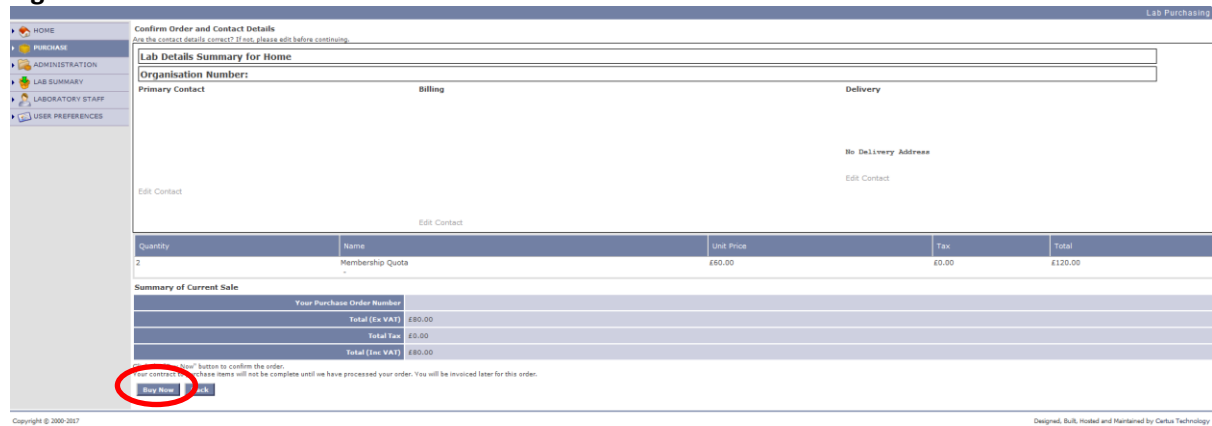 Lab Purchasing
HOME
PURCHASE
ADMINISTRATION
LAB SUMMARY
LABORATORY STAFF
USER PREFERENCES
Confirm Order and Contact Details
Are the contact details correct? If not, please edit before continuing.
Lab Details Summary for Home
Organisation Number:
Primary Contact Billing Delivery
No Delivery Address
Edit Contact
Edit Contact
Edit Contact
Quantity Name Unit Price Tax Total
2 Membership Quota £60.00 £0.00 £120.00
-
Summary of Current Sale
Your Purchase Order Number
Total (Ex VAT) £80.00
Total Tax £0.00
Total (Inc VAT) £80.00
Now" button to confirm the order.
Your contract to purchase items will not be complete until we have processed your order. You will be invoiced later for this order.
Buy Now Back
Copyright © 2000-2017 Designed, Built, Hosted and Maintained by Certus Technology